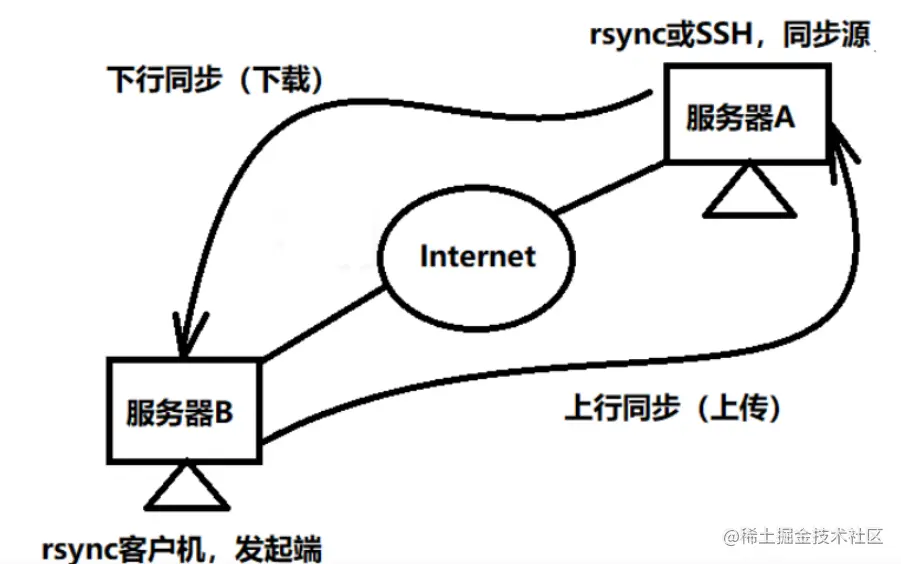 rsync或SSH，同步源
下行同步（下载）
服务器A
Internet
服务器B
上行同步（上传）
rsync客户机，发起端
@稀土掘金技术社区